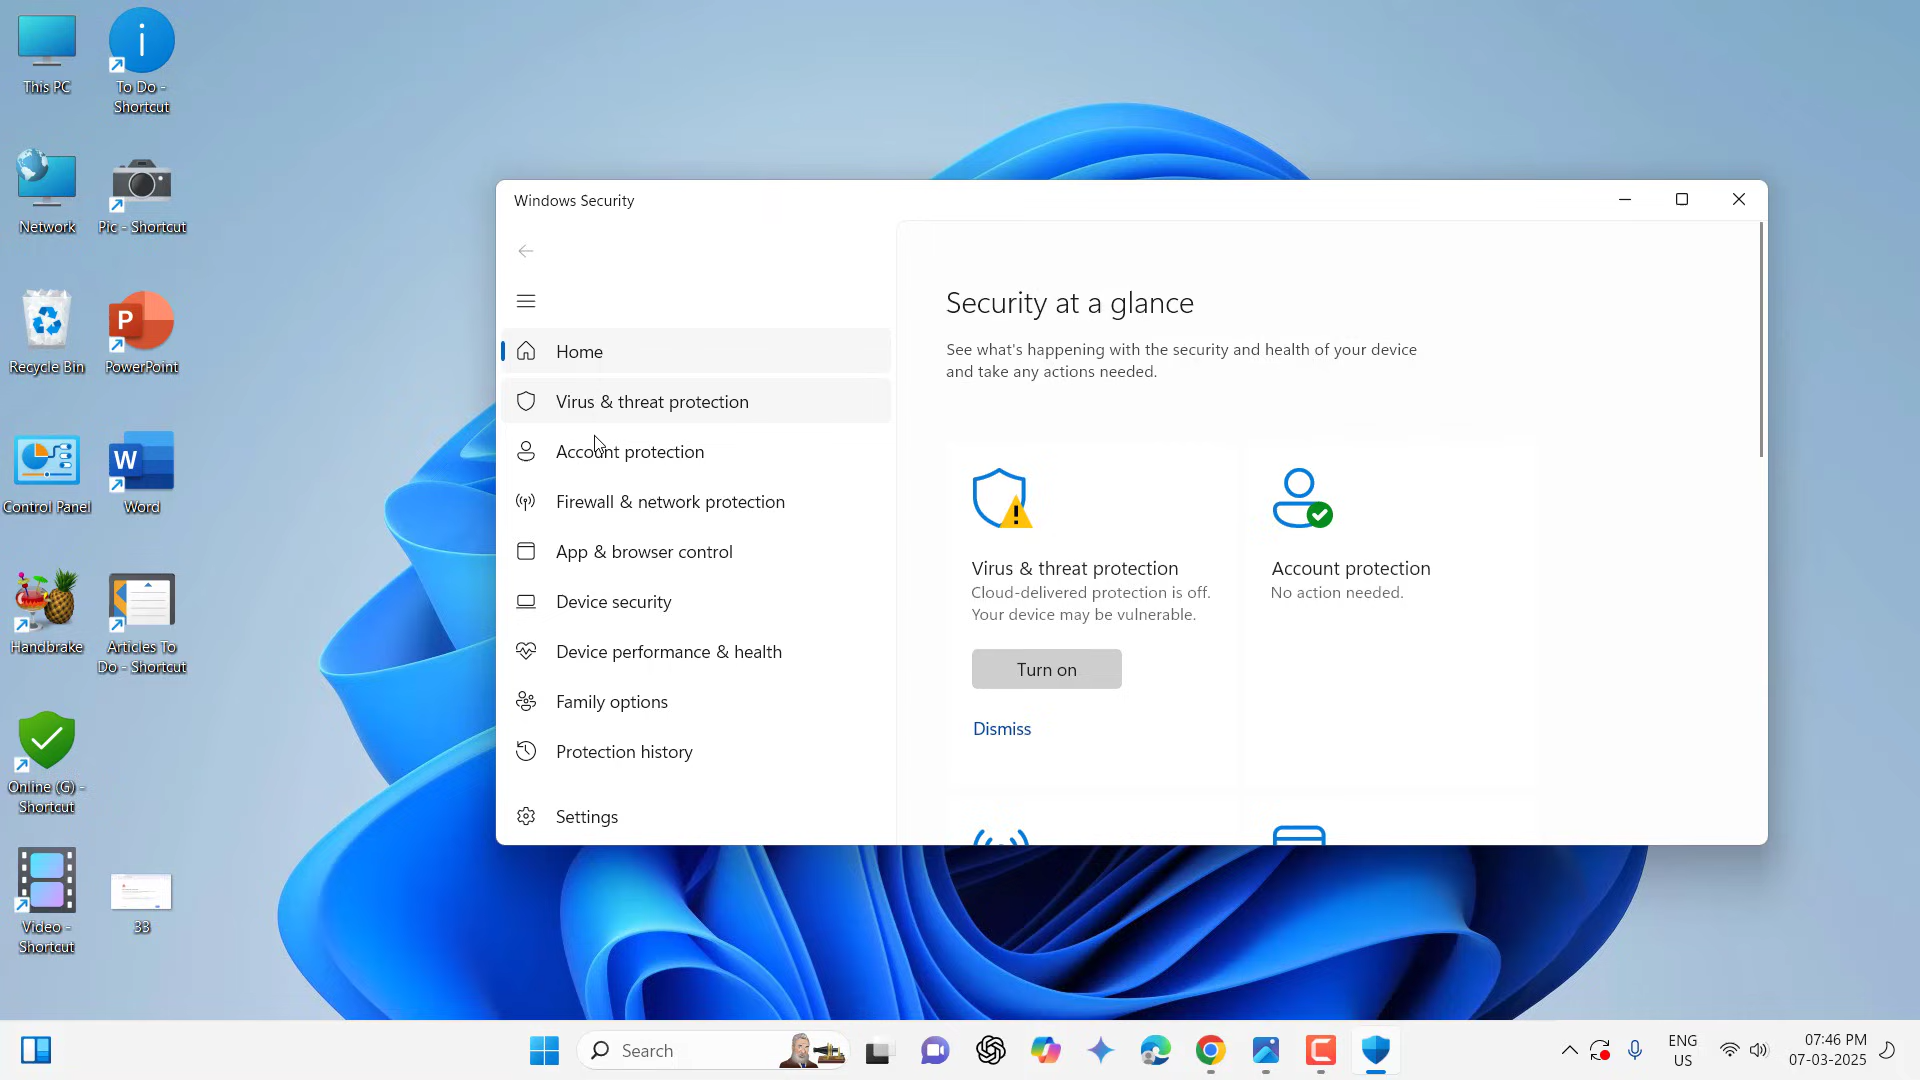 This PC
To Do -
Shortcut
Network
Pic - Shortcut
Recycle Bin
PowerPoint
Control Panel
Word
Handbrake
Articles To
Do - Shortcut
Online (G) -
Shortcut
Video -
Shortcut
33
Windows Security
Home
Virus & threat protection
Account protection
Firewall & network protection
App & browser control
Device security
Device performance & health
Family options
Protection history
Settings
Security at a glance
See what's happening with the security and health of your device
and take any actions needed.
Virus & threat protection
Cloud-delivered protection is off.
Your device may be vulnerable.
Turn on
Dismiss
Account protection
No action needed.
Search
ENG
US
07:46 PM
07-03-2025